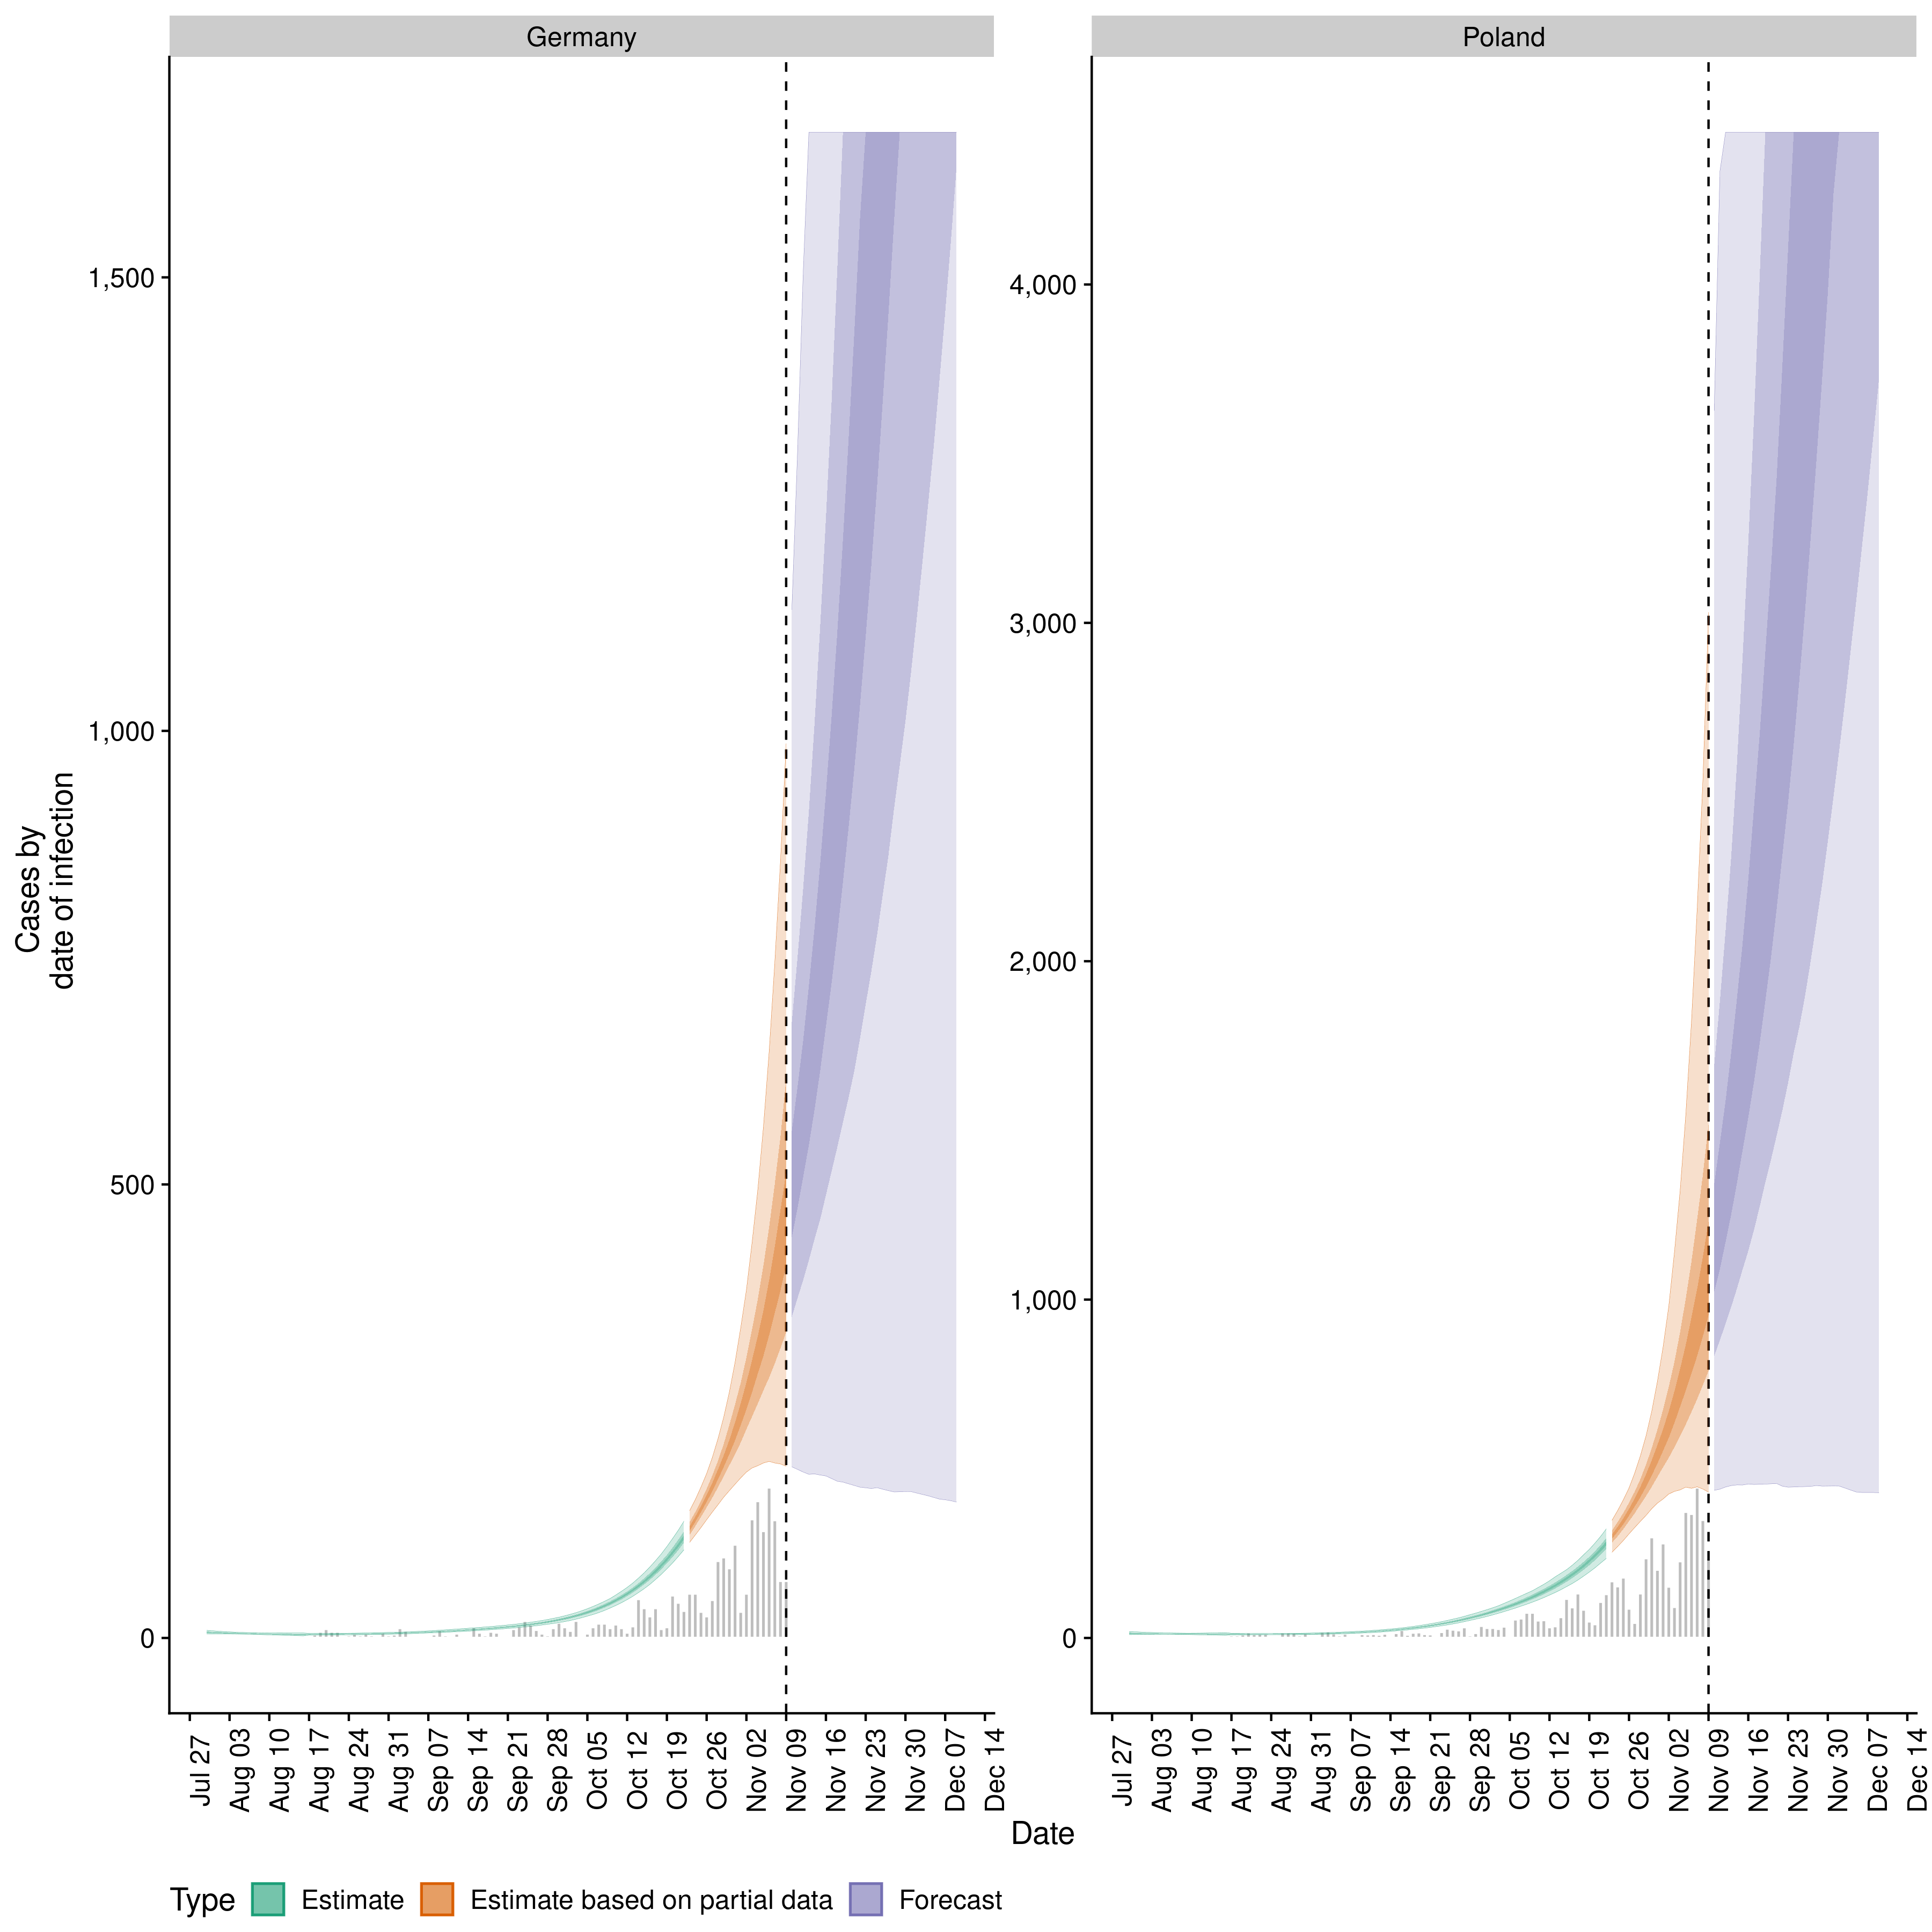 Germany
Poland
Cases by
date of infection
1,500
1,000
500
0
4,000
3,000
2,000
1,000
0
Jul 27
Aug 03
Aug 10
Aug 17
Aug 24
Aug 31
Sep 07
Sep 14
Sep 21
Sep 28
Oct 05
Oct 12
Oct 19
Oct 26
Nov 02
Nov 09
Nov 16
Nov 23
Nov 30
Dec 07
Dec 14
Jul 27
Aug 03
Aug 10
Aug 17
Aug 24
Aug 31
Sep 07
Sep 14
Sep 21
Sep 28
Oct 05
Oct 12
Oct 19
Oct 26
Nov 02
Nov 09
Nov 16
Nov 23
Nov 30
Dec 07
Dec 14
Date
Type Estimate Estimate based on partial data Forecast